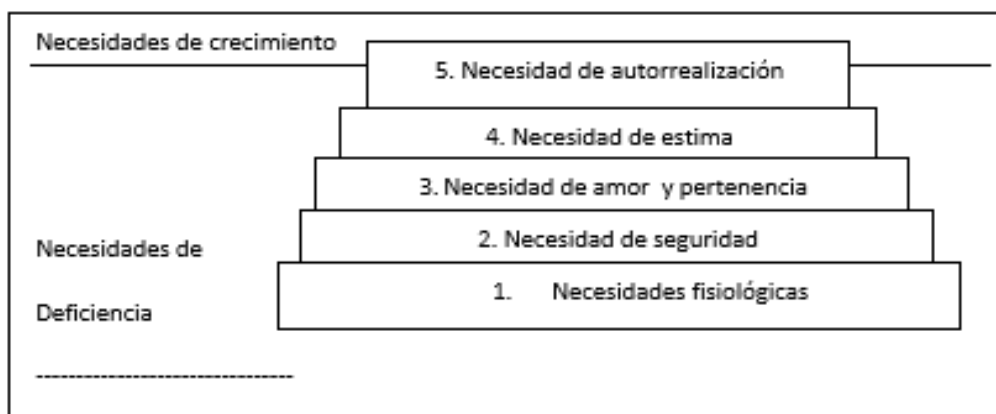 Necesidades de crecimiento
5. Necesidad de autorrealización
4. Necesidad de estima
3. Necesidad de amor y pertenencia
2. Necesidad de seguridad
Necesidades de
1. Necesidades fisiológicas
Deficiencia
--------------------------------